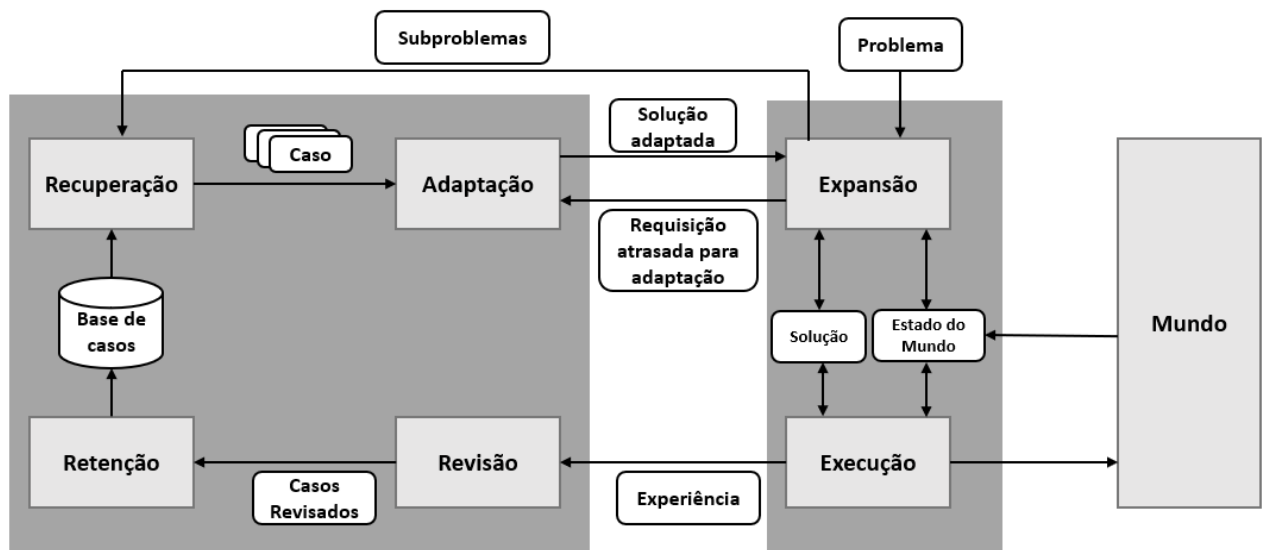 Subproblemas
Problema
Solução
adaptada
Caso
Recuperação
Adaptação
Expansão
Requisição
atrasada para
adaptação
Base de
casos
Solução
Estado do
Mundo
Mundo
Retenção
Revisão
Execução
Casos
Revisados
Experiência